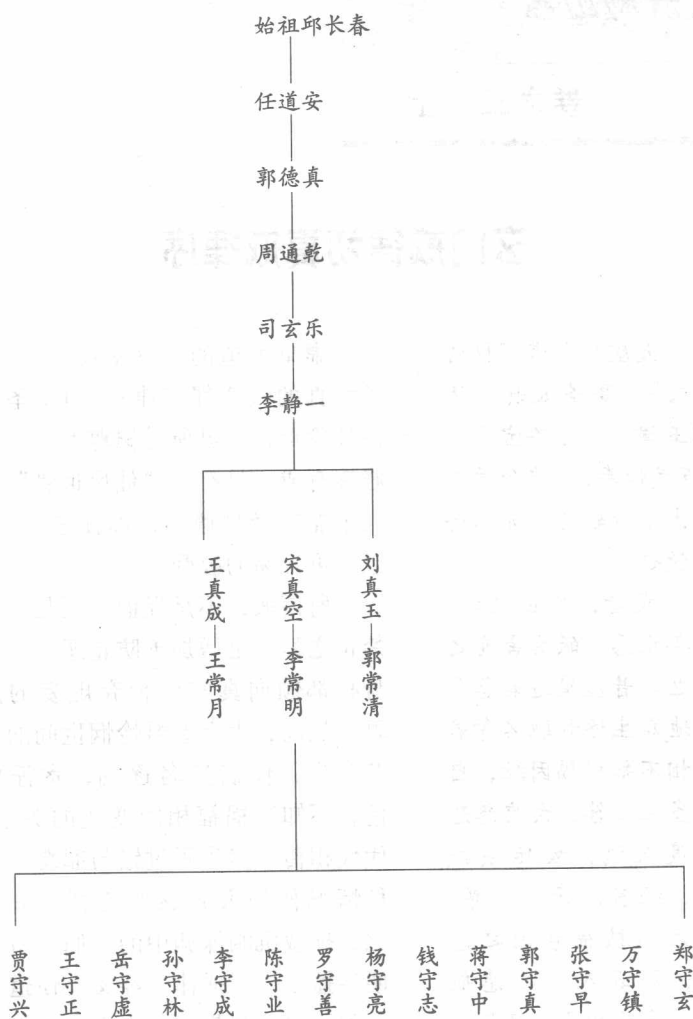 始祖邱长春
任道安
郭德真
周通乾
司玄乐
李静一
王真成—王常月
宋真空—李常明
刘真玉—郭常清
贾守兴
王守正
岳守虚
孙守林
李守成
陈守业
罗守善
杨守亮
钱守志
蒋守中
郭守真
张守早
万守镇
郑守玄